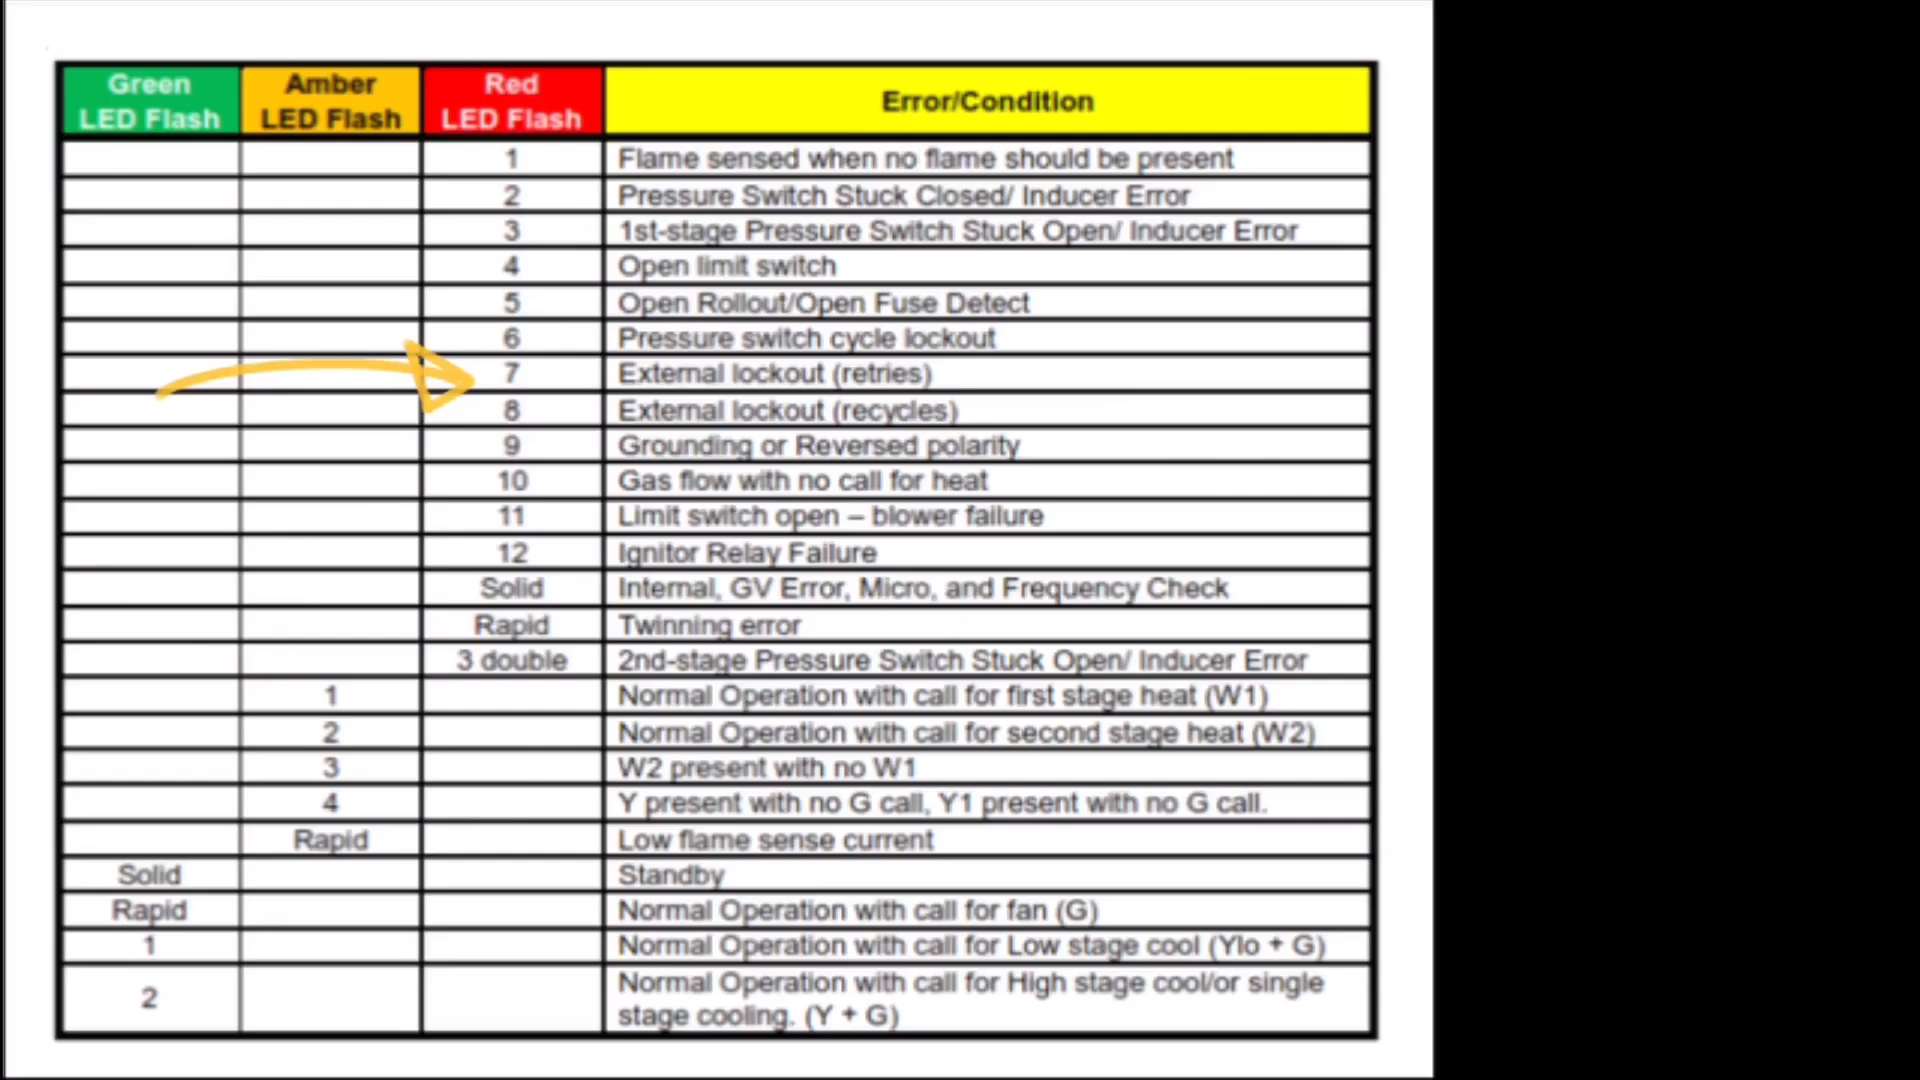 Green LED Flash Amber LED Flash Red LED Flash Error/Condition
1 Flame sensed when no flame should be present
2 Pressure Switch Stuck Closed/ Inducer Error
3 1st-stage Pressure Switch Stuck Open/ Inducer Error
4 Open limit switch
5 Open Rollout/Open Fuse Detect
6 Pressure switch cycle lockout
7 External lockout (retries)
8 External lockout (recycles)
9 Grounding or Reversed polarity
10 Gas flow with no call for heat
11 Limit switch open – blower failure
12 Ignitor Relay Failure
Solid Internal, GV Error, Micro, and Frequency Check
Rapid Twinning error
3 double 2nd-stage Pressure Switch Stuck Open/ Inducer Error
1 Normal Operation with call for first stage heat (W1)
2 Normal Operation with call for second stage heat (W2)
3 W2 present with no W1
4 Y present with no G call, Y1 present with no G call.
Rapid Low flame sense current
Solid Standby
Rapid Normal Operation with call for fan (G)
1 Normal Operation with call for Low stage cool (Ylo + G)
2 Normal Operation with call for High stage cool/or single
stage cooling. (Y + G)